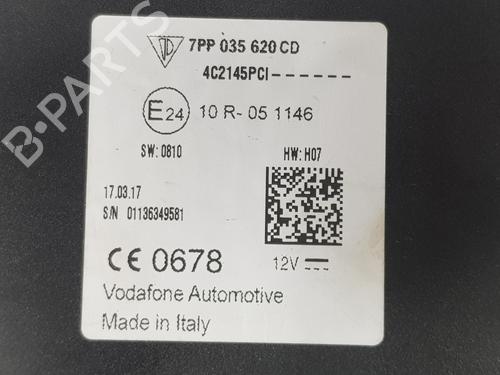 7PP 035 620 CD
4C2145PCI------
E24 10 R-05 1146
SW: 0810 HW: H07
17.03.17
S/N 01136349581
CE 0678 12V
Vodafone Automotive
Made in Italy
B-PARTS